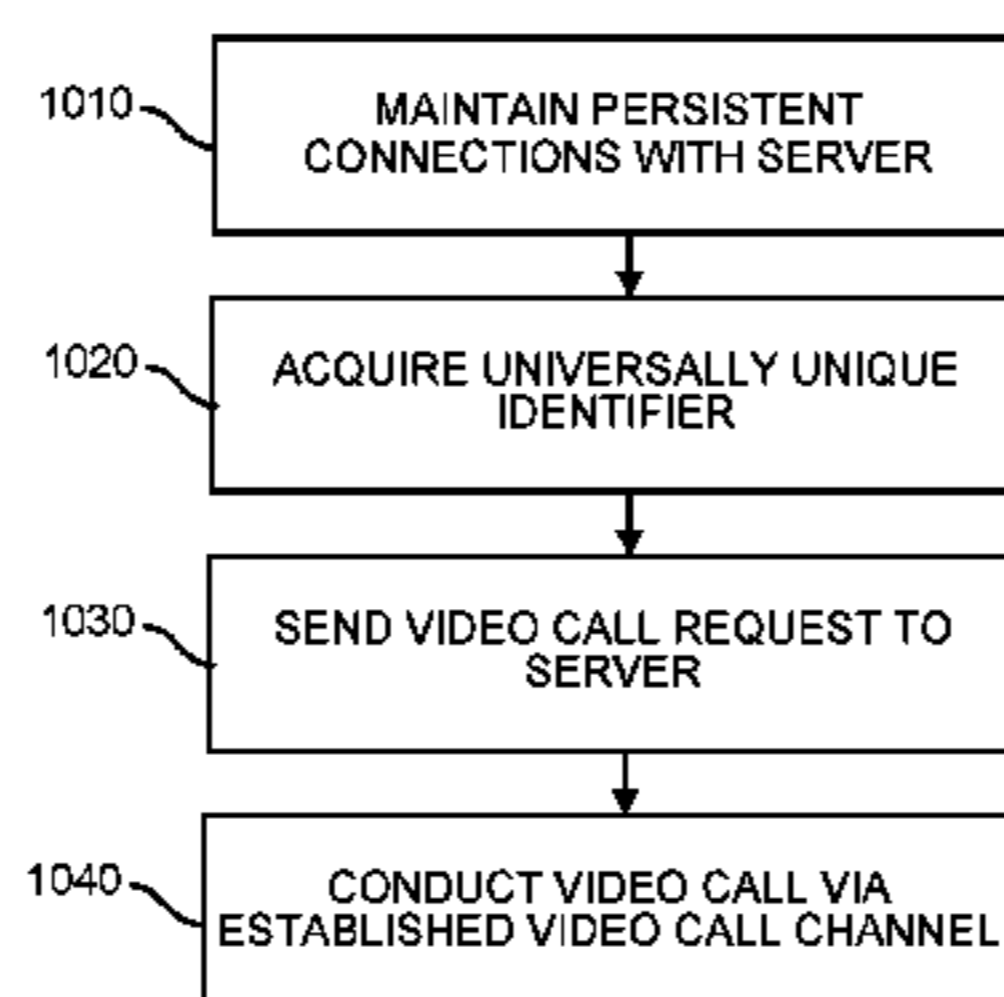 1010
MAINTAIN PERSISTENT
CONNECTIONS WITH SERVER
1020
ACQUIRE UNIVERSALLY UNIQUE
IDENTIFIER
1030
SEND VIDEO CALL REQUEST TO
SERVER
1040
CONDUCT VIDEO CALL VIA
ESTABLISHED VIDEO CALL CHANNEL